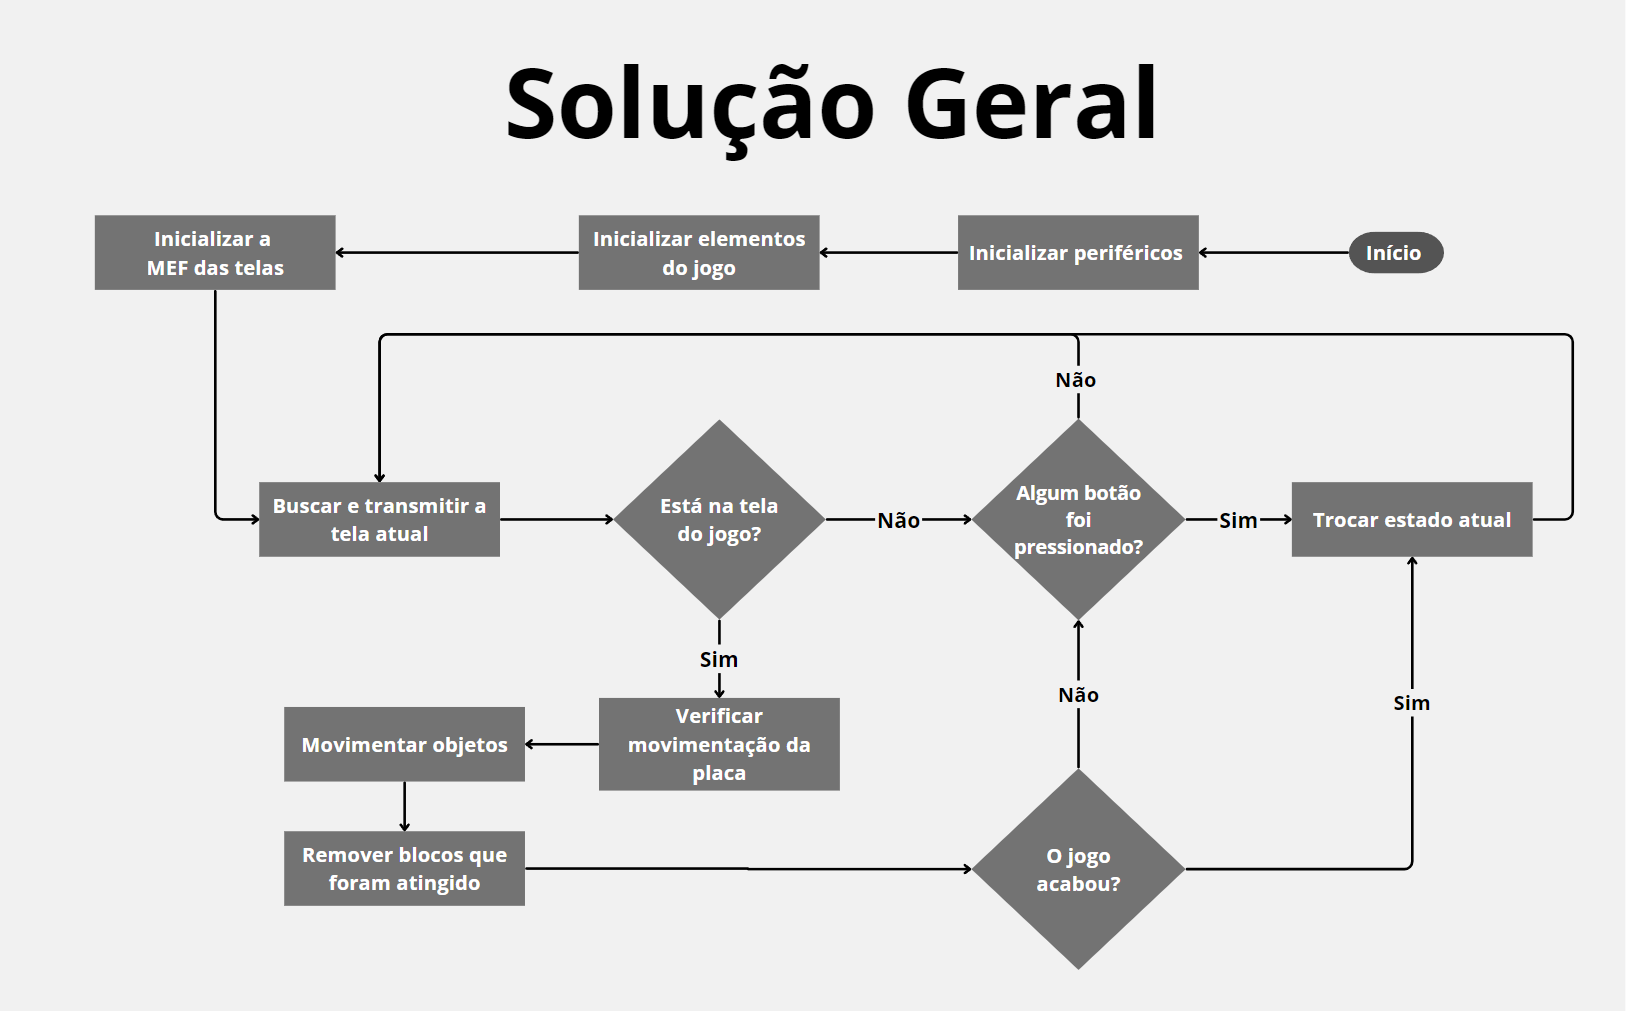 Solução Geral
Inicializar a
MEF das telas
Inicializar elementos
do jogo
Inicializar periféricos
Início
Não
Buscar e transmitir a
tela atual
Está na tela
do jogo?
Não
Algum botão
foi
pressionado?
Sim
Trocar estado atual
Sim
Não
Sim
Movimentar objetos
Verificar
movimentação da
placa
Remover blocos que
foram atingido
O jogo
acabou?